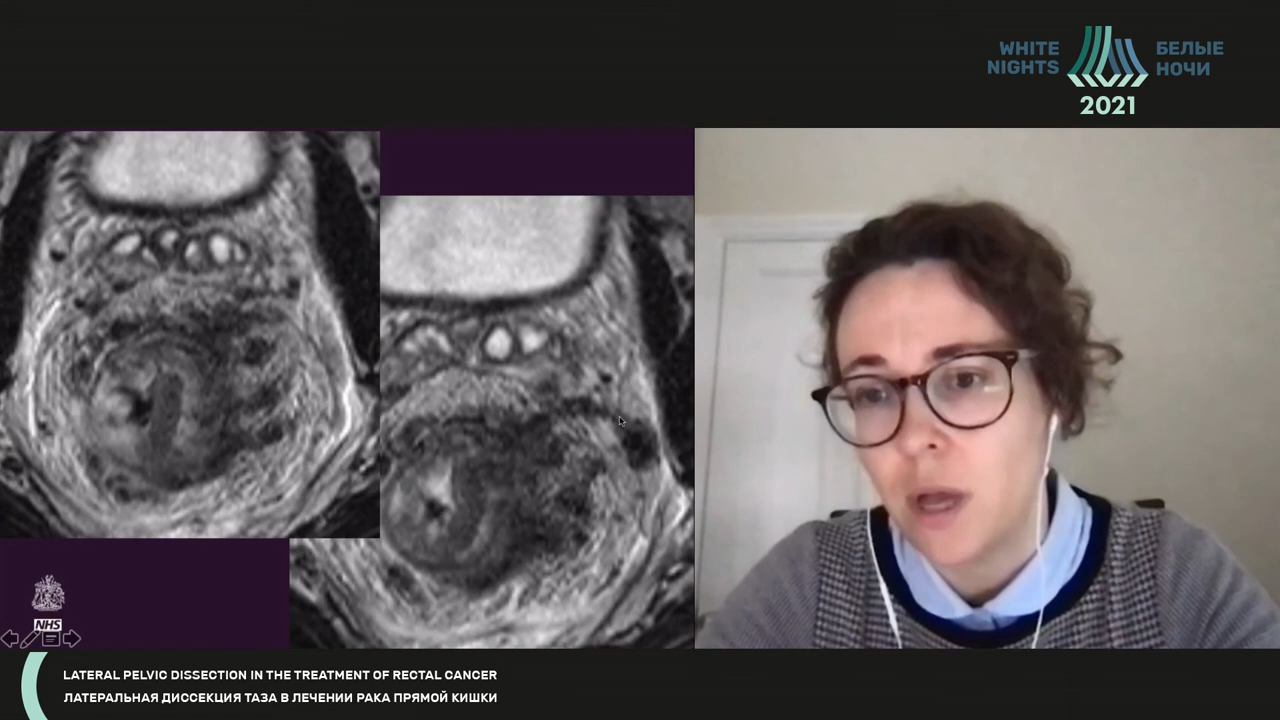 WHITE
NIGHTS
БЕЛЫЕ
НОЧИ
2021
NHS
LATERAL PELVIC DISSECTION IN THE TREATMENT OF RECTAL CANCER
ЛАТЕРАЛЬНАЯ ДИССЕКЦИЯ ТАЗА В ЛЕЧЕНИИ РАКА ПРЯМОЙ КИШКИ